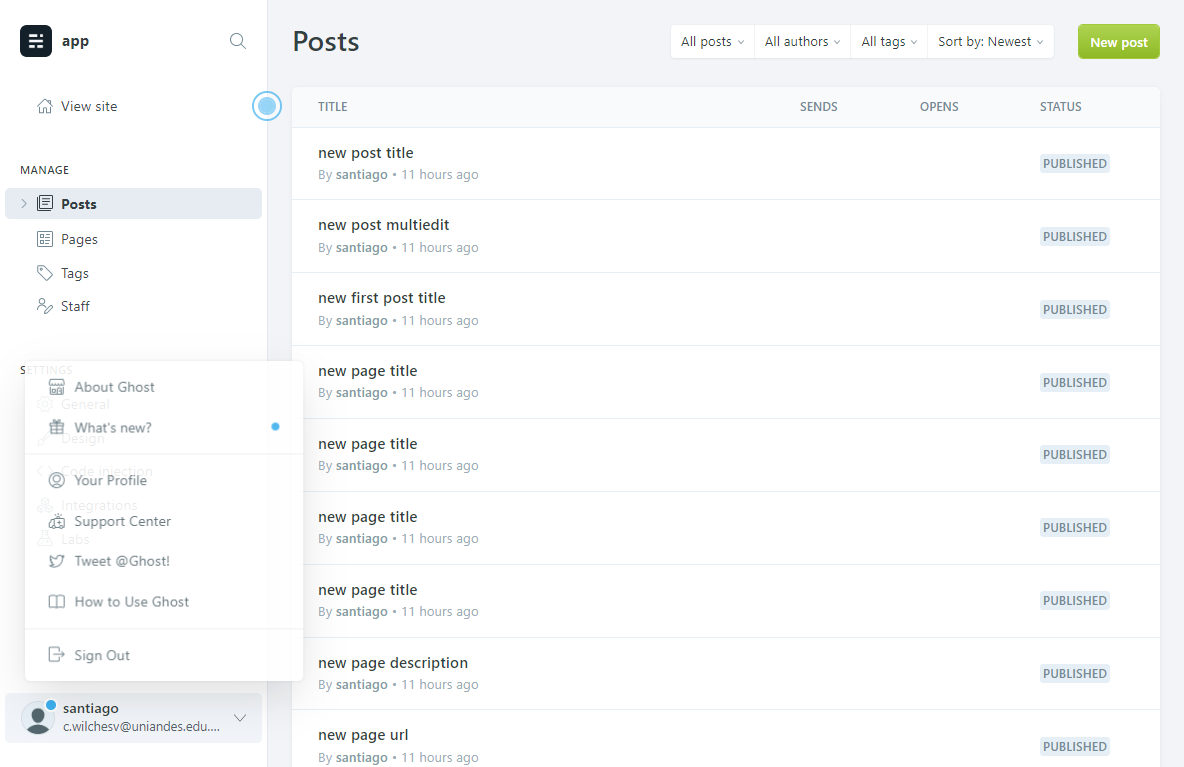 app
View site
MANAGE
Posts
Pages
Tags
Staff
SETTINGS
General
Design
Code injection
Integrations
Labs
About Ghost
What's new?
Your Profile
Support Center
Tweet @Ghost!
How to Use Ghost
Sign Out
santiago
c.wilchesv@uniandes.edu....
Posts
All posts
All authors
All tags
Sort by: Newest
New post
TITLE SENDS OPENS STATUS
new post title
By santiago • 11 hours ago
PUBLISHED
new post multiedit
By santiago • 11 hours ago
PUBLISHED
new first post title
By santiago • 11 hours ago
PUBLISHED
new page title
By santiago • 11 hours ago
PUBLISHED
new page title
By santiago • 11 hours ago
PUBLISHED
new page title
By santiago • 11 hours ago
PUBLISHED
new page title
By santiago • 11 hours ago
PUBLISHED
new page description
By santiago • 11 hours ago
PUBLISHED
new page url
By santiago • 11 hours ago
PUBLISHED